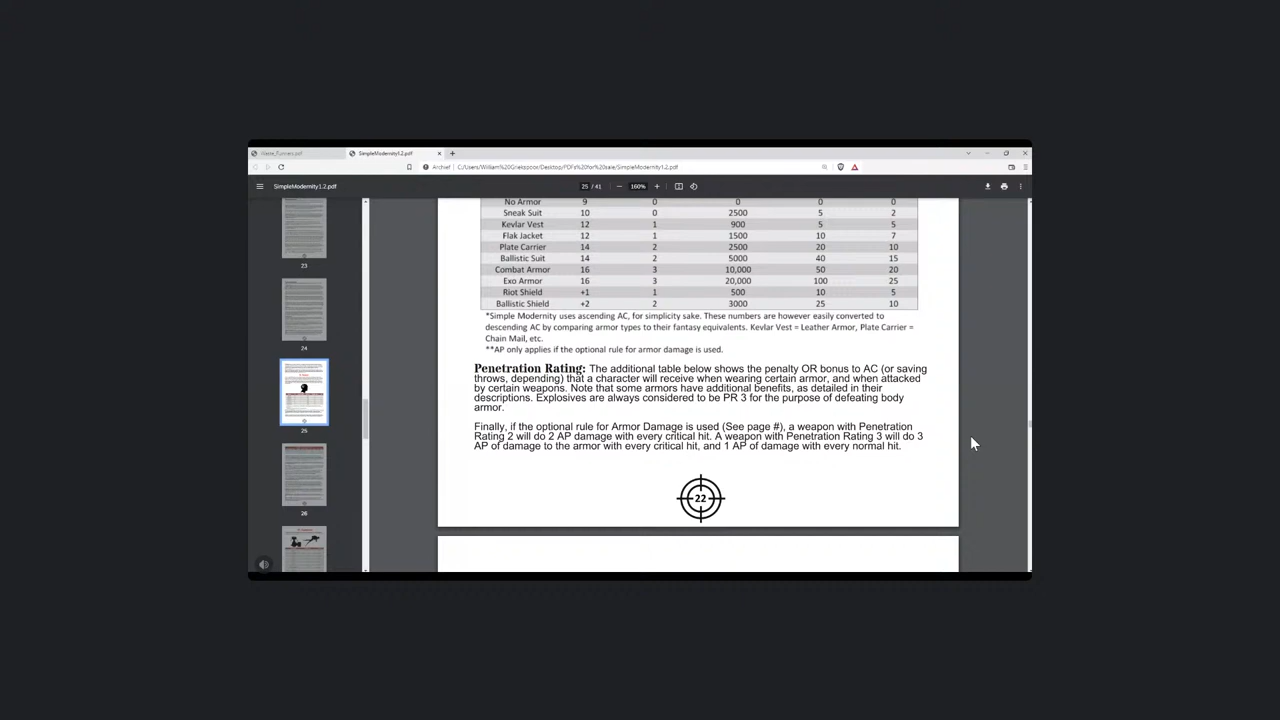 SimpleModernity1.2.pdf
SimpleModernity1.2.pdf
25 / 41
160%
23
24
25
26
No Armor 9 0 0 0 0
Sneak Suit 10 0 2500 5 2
Kevlar Vest 12 1 900 5 5
Flak Jacket 12 1 1500 10 7
Plate Carrier 14 2 2500 20 10
Ballistic Suit 14 2 5000 40 15
Combat Armor 16 3 10,000 50 20
Exo Armor 16 3 20,000 100 25
Riot Shield +1 1 500 10 5
Ballistic Shield +2 2 3000 25 10
*Simple Modernity uses ascending AC, for simplicity sake. These numbers are however easily converted to
descending AC by comparing armor types to their fantasy equivalents. Kevlar Vest = Leather Armor, Plate Carrier =
Chain Mail, etc.
**AP only applies if the optional rule for armor damage is used.
Penetration Rating: The additional table below shows the penalty OR bonus to AC (or saving
throws, depending) that a character will receive when wearing certain armor, and when attacked
by certain weapons. Note that some armors have additional benefits, as detailed in their
descriptions. Explosives are always considered to be PR 3 for the purpose of defeating body
armor.
Finally, if the optional rule for Armor Damage is used (See page #), a weapon with Penetration
Rating 2 will do 2 AP damage with every critical hit. A weapon with Penetration Rating 3 will do 3
AP of damage to the armor with every critical hit, and 1 AP of damage with every normal hit.
22